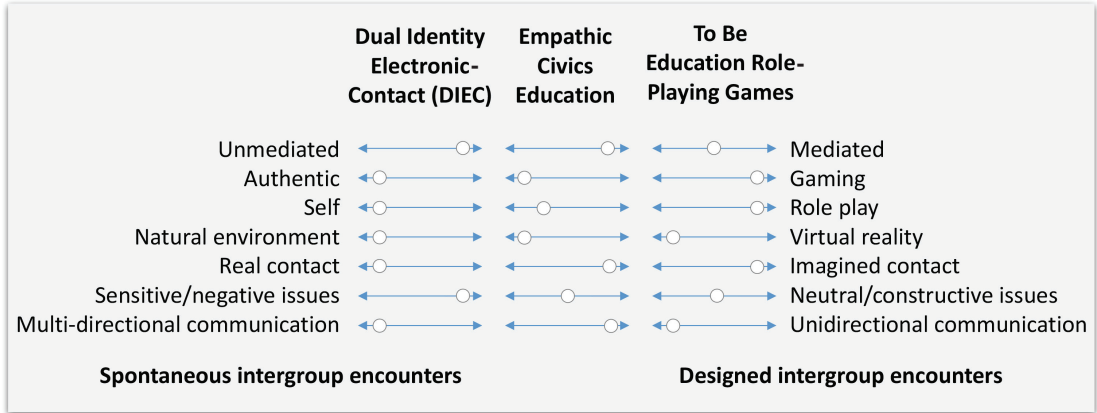 Dual Identity
Electronic-
Contact (DIEC)
Empathic
Civics
Education
To Be
Education Role-
Playing Games
Unmediated
Mediated
Authentic
Gaming
Self
Role play
Natural environment
Virtual reality
Real contact
Imagined contact
Sensitive/negative issues
Neutral/constructive issues
Multi-directional communication
Unidirectional communication
Spontaneous intergroup encounters
Designed intergroup encounters